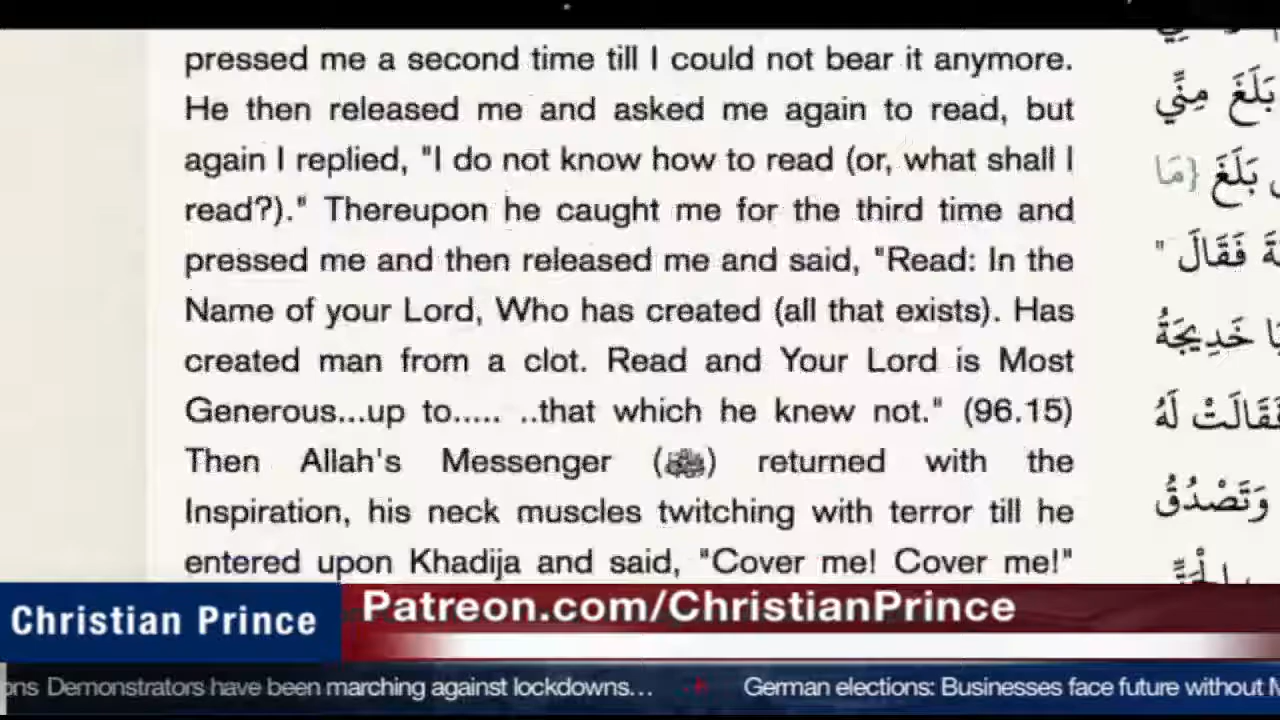 pressed me a second time till I could not bear it anymore.
He then released me and asked me again to read, but
again I replied, "I do not know how to read (or, what shall I
read?)." Thereupon he caught me for the third time and
pressed me and then released me and said, "Read: In the
Name of your Lord, Who has created (all that exists). Has
created man from a clot. Read and Your Lord is Most
Generous...up to..... ..that which he knew not." (96.15)
Then Allah's Messenger (ﷺ) returned with the
Inspiration, his neck muscles twitching with terror till he
entered upon Khadija and said, "Cover me! Cover me!"
بَلَغَ مِنِّي
بَلَغَ {مَا
فَقَالَ "
خَدِيجَةُ
فَقَالَتْ لَهُ
وَتَصْدُقُ
Christian Prince
Patreon.com/ChristianPrince
Demonstrators have been marching against lockdowns... German elections: Businesses face future without